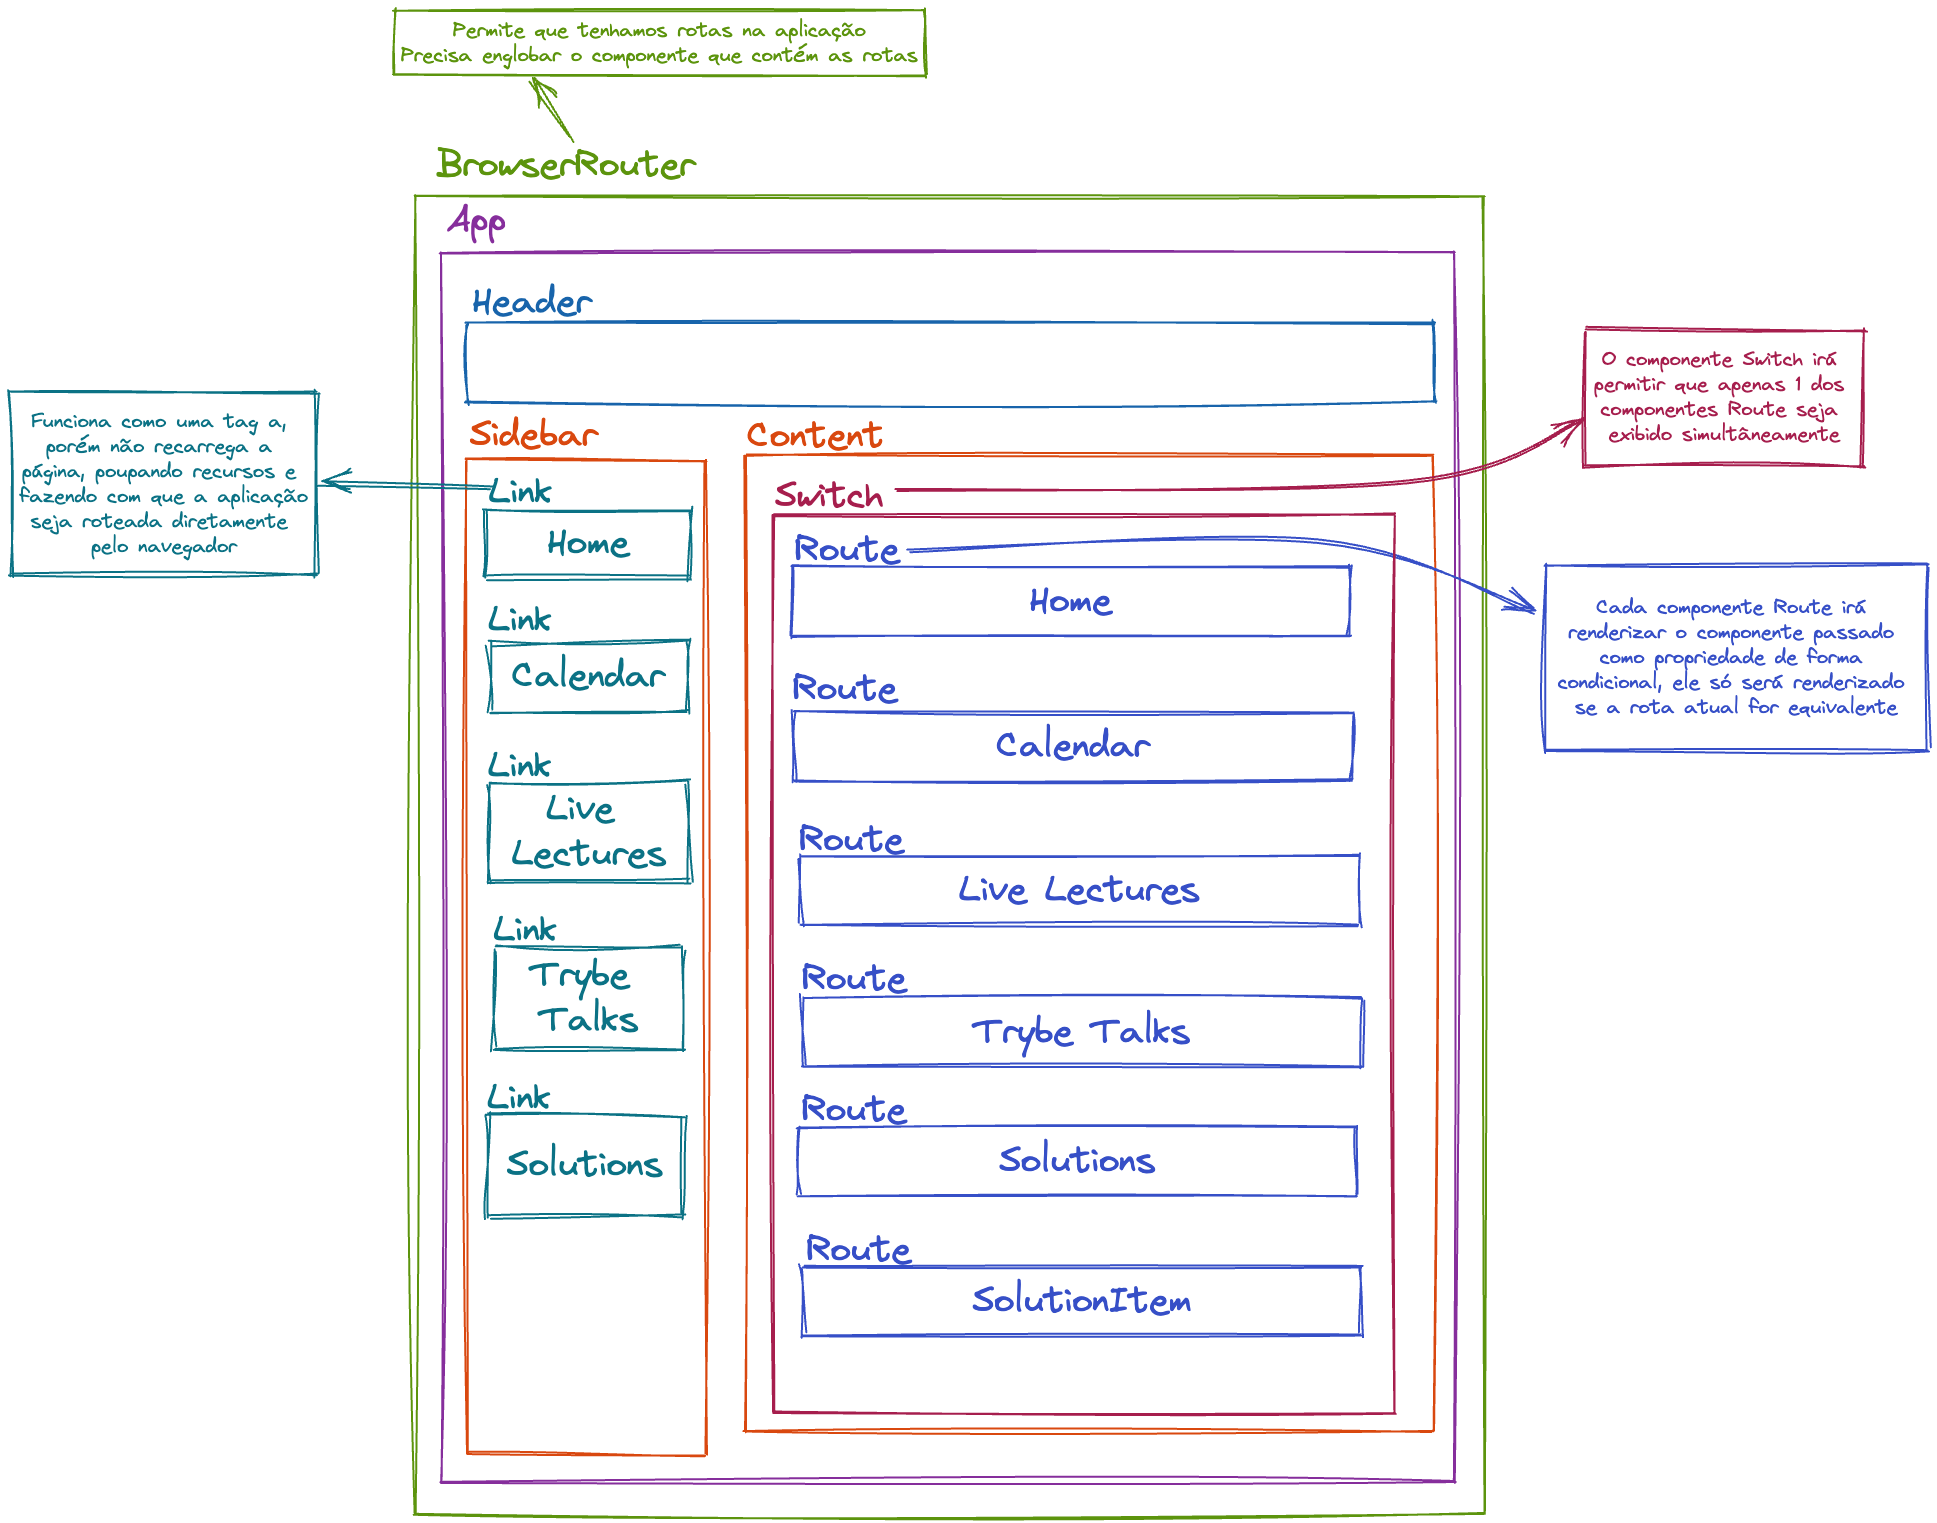 Permite que tenhamos rotas na aplicação
Precisa englobar o componente que contém as rotas
BrowserRouter
App
Header
Funciona como uma tag a,
porém não recarrega a
página, poupando recursos e
fazendo com que a aplicação
seja roteada diretamente
pelo navegador
Sidebar
Link
Home
Link
Calendar
Link
Live
Lectures
Link
Trybe
Talks
Link
Solutions
Content
Switch
Route
Home
Route
Calendar
Route
Live Lectures
Route
Trybe Talks
Route
Solutions
Route
SolutionItem
O componente Switch irá
permitir que apenas 1 dos
componentes Route seja
exibido simultâneamente
Cada componente Route irá
renderizar o componente passado
como propriedade de forma
condicional, ele só será renderizado
se a rota atual for equivalente